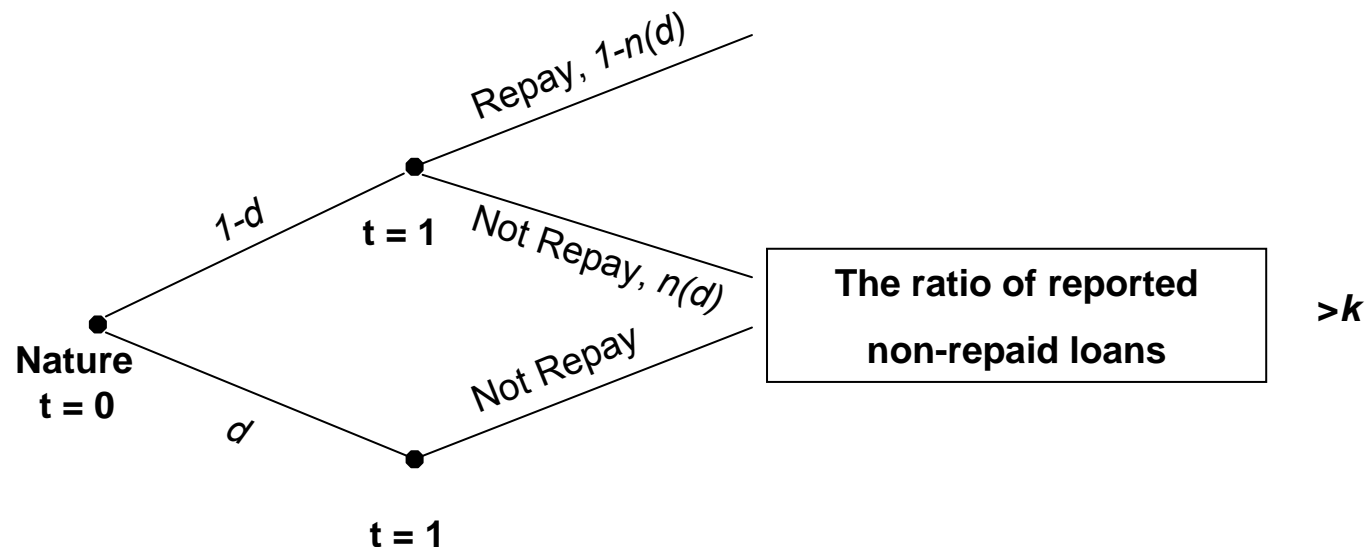 Repay, 1-n(d)
1-d
t = 1
Not Repay, n(d)
The ratio of reported
non-repaid loans
>k
Nature
t = 0
d
Not Repay
t = 1